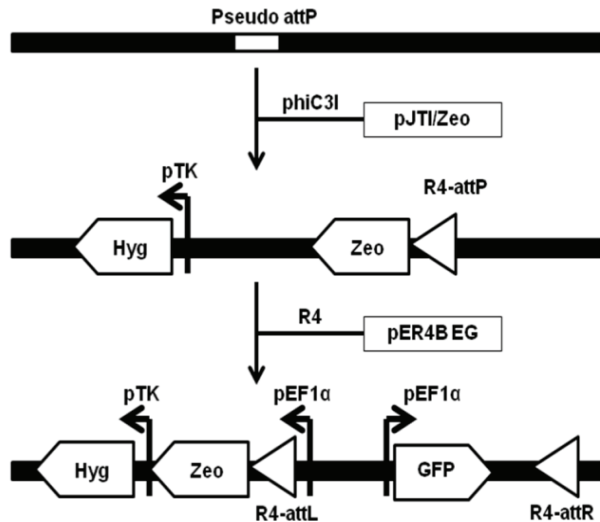 Pseudo attP
phiC3I
pJTI/Zeo
pTK
R4-attP
Hyg
Zeo
R4
pER4B EG
pTK
pEF1α
pEF1α
Hyg
Zeo
GFP
R4-attL
R4-attR